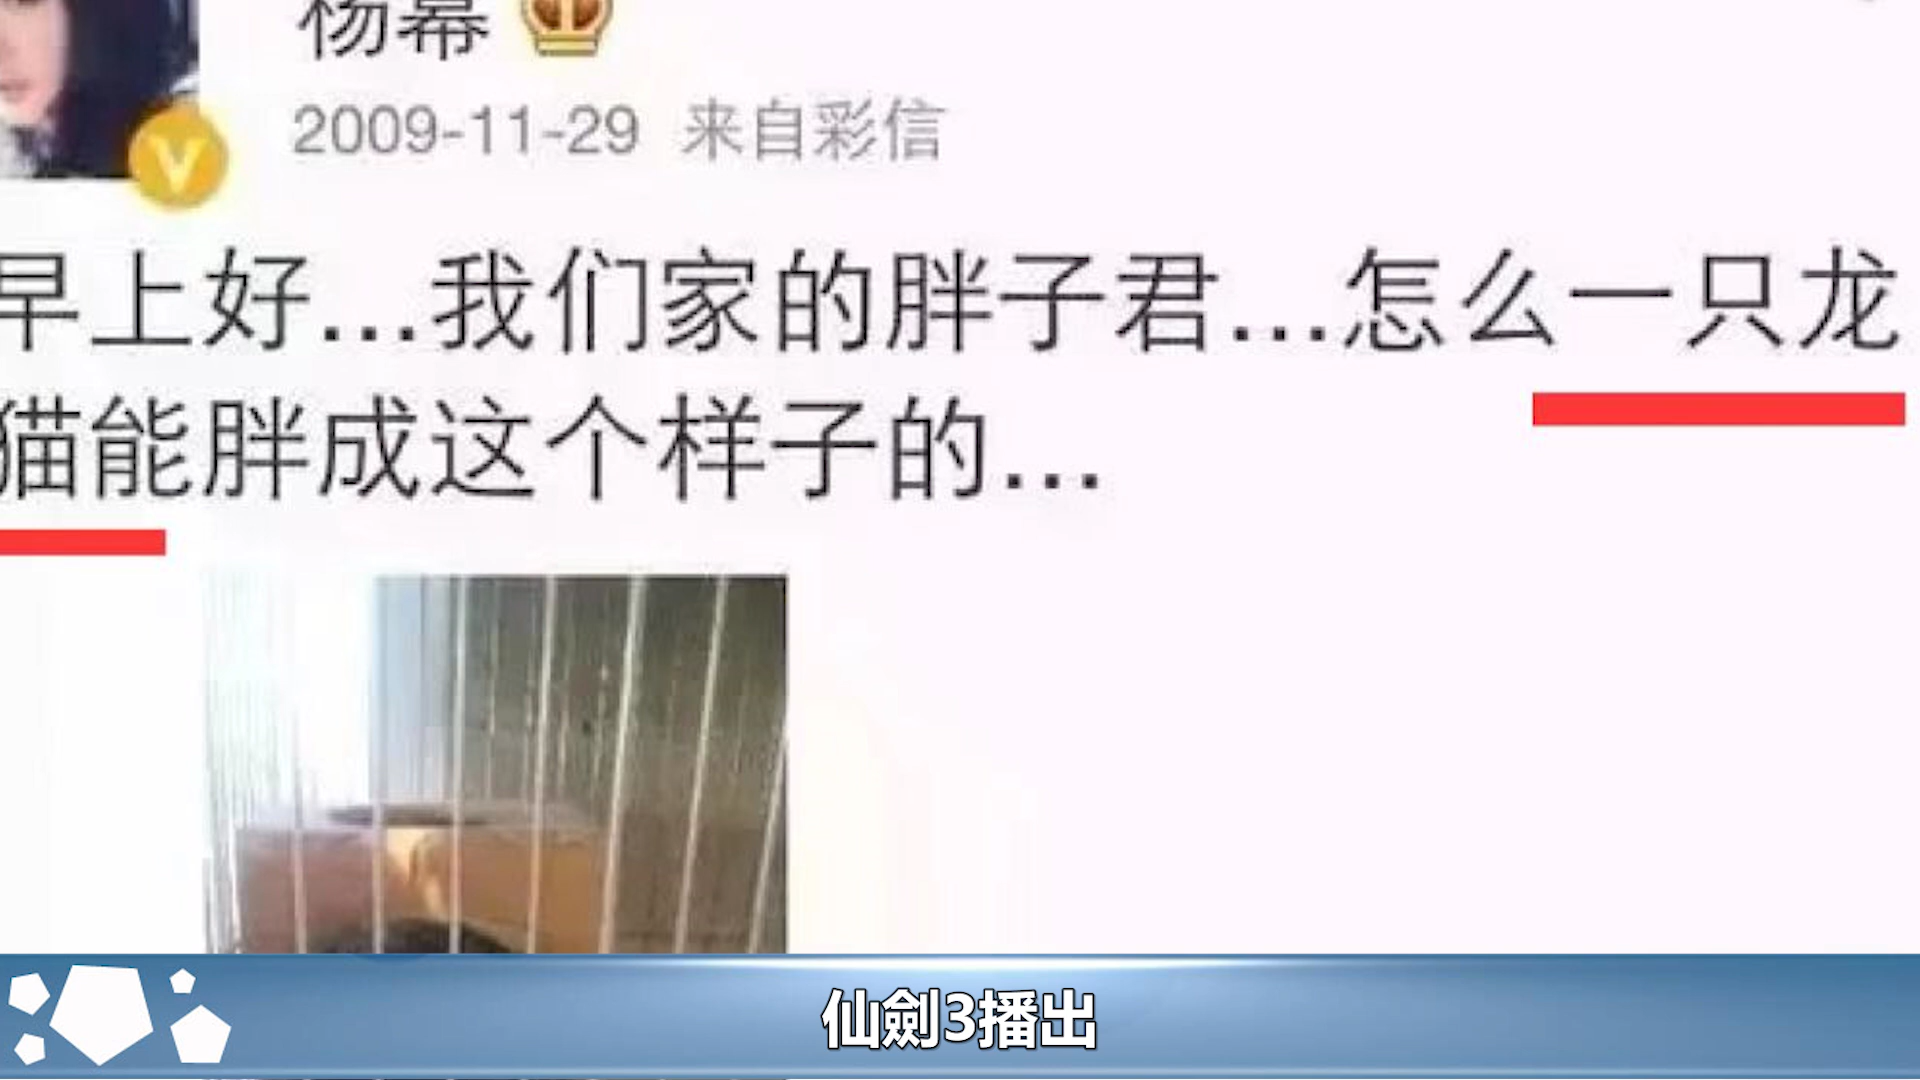 杨幂
2009-11-29 来自彩信
早上好...我们家的胖子君...怎么一只龙
猫能胖成这个样子的...
仙劍3播出